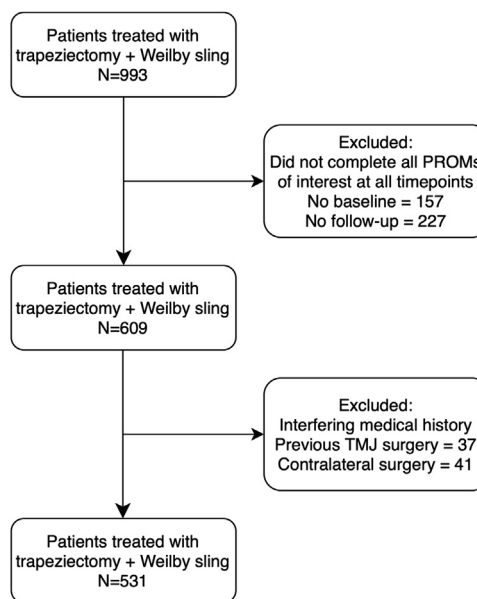 Patients treated with
trapeziectomy + Weilby sling
N=993
Excluded:
Did not complete all PROMs
of interest at all timepoints
No baseline = 157
No follow-up = 227
Patients treated with
trapeziectomy + Weilby sling
N=609
Excluded:
Interfering medical history
Previous TMJ surgery = 37
Contralateral surgery = 41
Patients treated with
trapeziectomy + Weilby sling
N=531